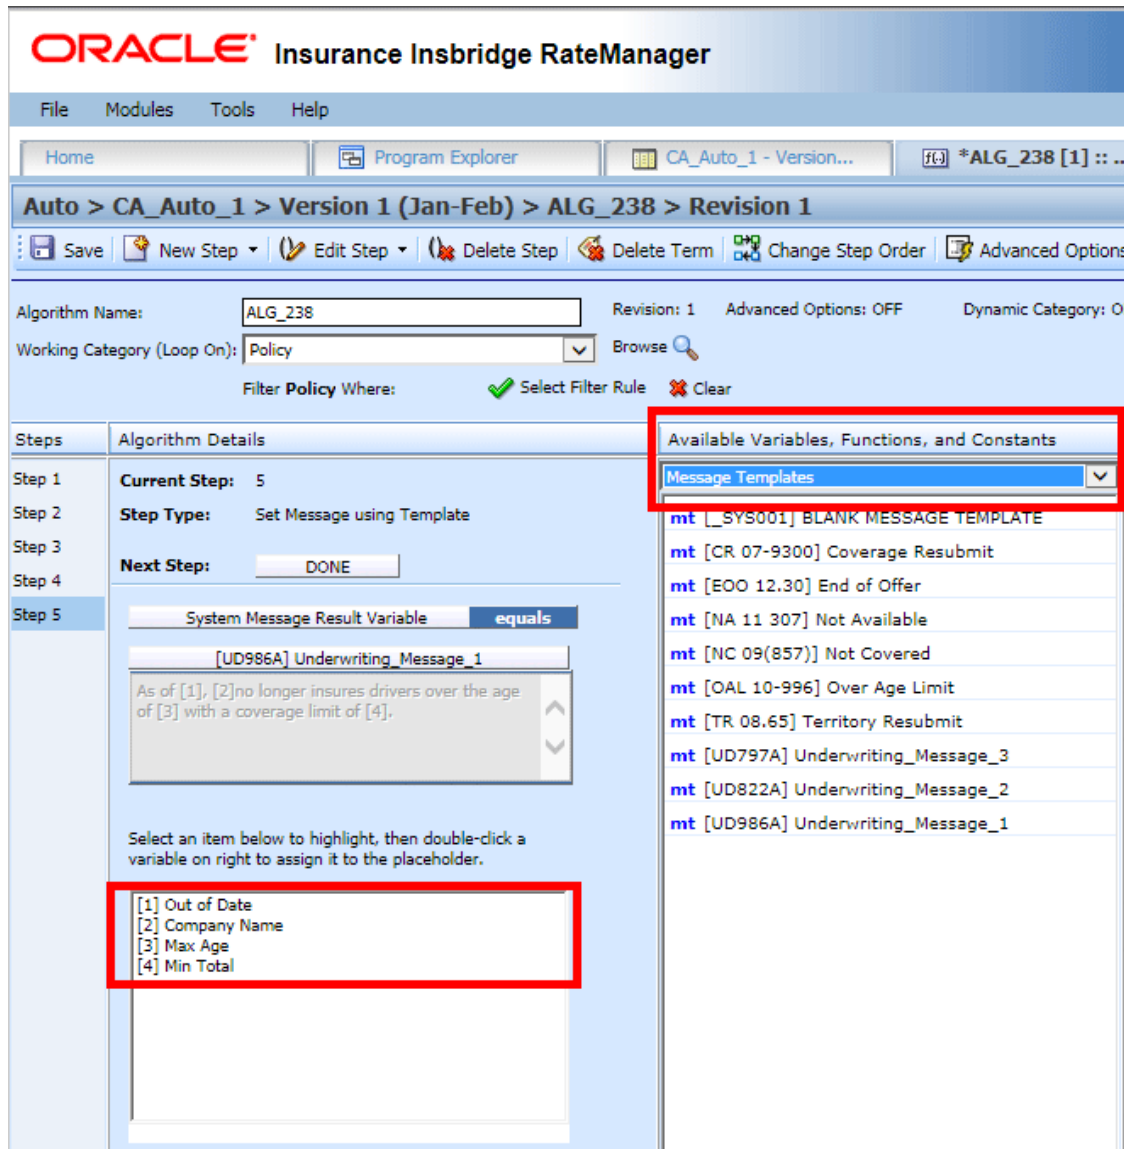 ORACLE Insurance Insbridge RateManager
File Modules Tools Help
Home Program Explorer CA_Auto_1 - Version... f(x) *ALG_238 [1] :: ..
Auto > CA_Auto_1 > Version 1 (Jan-Feb) > ALG_238 > Revision 1
Save New Step Edit Step Delete Step Delete Term Change Step Order Advanced Options
Algorithm Name: ALG_238 Revision: 1 Advanced Options: OFF Dynamic Category: O
Working Category (Loop On): Policy Browse
Filter Policy Where: Select Filter Rule Clear
Steps Algorithm Details Available Variables, Functions, and Constants
Step 1
Step 2
Step 3
Step 4
Step 5
Current Step: 5
Step Type: Set Message using Template
Next Step: DONE
System Message Result Variable equals
[UD986A] Underwriting_Message_1
As of [1], [2]no longer insures drivers over the age
of [3] with a coverage limit of [4].
Select an item below to highlight, then double-click a
variable on right to assign it to the placeholder.
[1] Out of Date
[2] Company Name
[3] Max Age
[4] Min Total
Message Templates
mt [_SYS001] BLANK MESSAGE TEMPLATE
mt [CR 07-9300] Coverage Resubmit
mt [EOO 12.30] End of Offer
mt [NA 11 307] Not Available
mt [NC 09(857)] Not Covered
mt [OAL 10-996] Over Age Limit
mt [TR 08.65] Territory Resubmit
mt [UD797A] Underwriting_Message_3
mt [UD822A] Underwriting_Message_2
mt [UD986A] Underwriting_Message_1